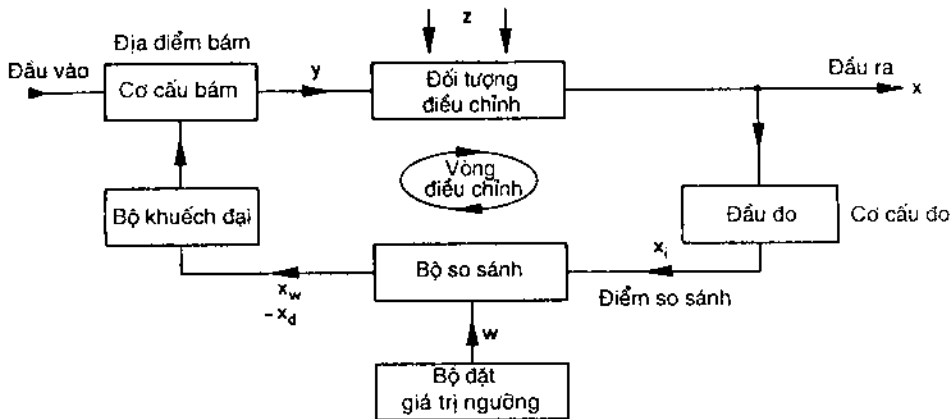 z
Địa điểm bám
Đầu vào
Cơ cấu bám
y
Đối tượng
điều chỉnh
Đầu ra
x
Vòng
điều chỉnh
Bộ khuếch đại
Đầu đo
Cơ cấu đo
x_i
Bộ so sánh
Điểm so sánh
x_w
- x_d
w
Bộ đặt
giá trị ngưỡng